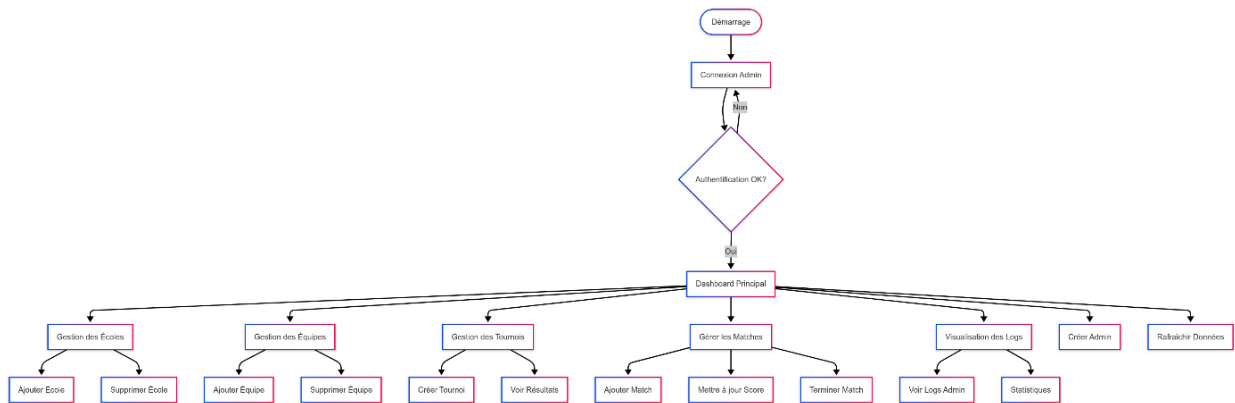 Démarrage
Connexion Admin
Non
Authentification OK?
Oui
Dashboard Principal
Gestion des Écoles
Gestion des Équipes
Gestion des Tournois
Gérer les Matches
Visualisation des Logs
Créer Admin
Rafraichir Données
Ajouter École
Supprimer École
Ajouter Équipe
Supprimer Équipe
Créer Tournoi
Voir Résultats
Ajouter Match
Mettre à jour Score
Terminer Match
Voir Logs Admin
Statistiques